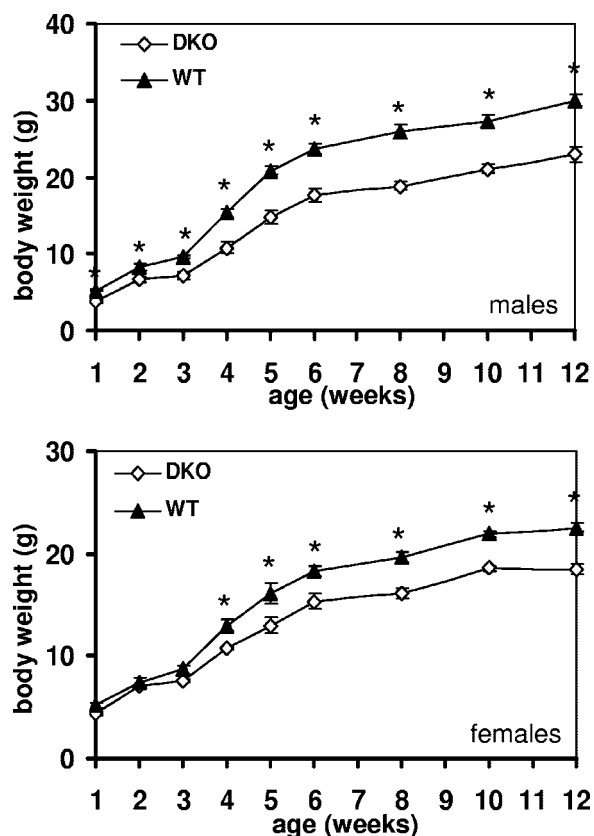 40
30
20
10
0
body weight (g)
DKO
WT
* * * * * * * * *
males
1 2 3 4 5 6 7 8 9 10 11 12
age (weeks)
30
20
10
0
body weight (g)
DKO
WT
* * * * * *
females
1 2 3 4 5 6 7 8 9 10 11 12
age (weeks)